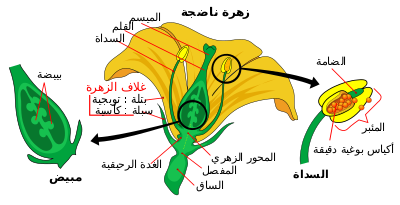 زهرة ناضجة
الميسم
القلم
السداة
بييضة
غلاف الزهرة
بتلة : تويجية
سبلة : كأسية
الغدة الرحيقية
مبيض
المحور الزهري
المفصل
الساق
الضامة
المئبر
أكياس بوغية دقيقة
السداة